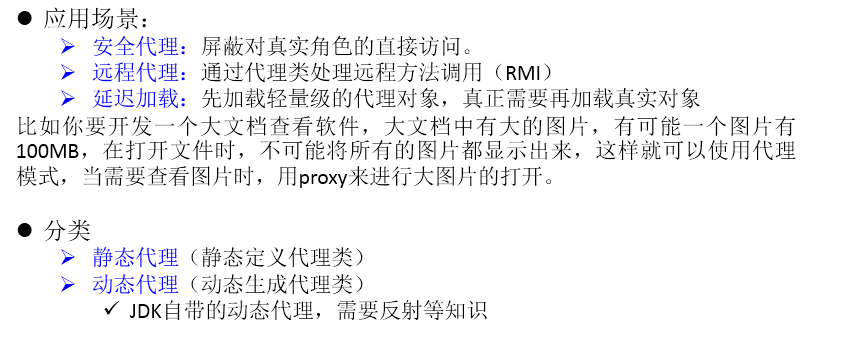 ● 应用场景：
➢ 安全代理：屏蔽对真实角色的直接访问。
➢ 远程代理：通过代理类处理远程方法调用（RMI）
➢ 延迟加载：先加载轻量级的代理对象，真正需要再加载真实对象
比如你要开发一个大文档查看软件，大文档中有大的图片，有可能一个图片有
100MB，在打开文件时，不可能将所有的图片都显示出来，这样就可以使用代理
模式，当需要查看图片时，用proxy来进行大图片的打开。
● 分类
➢ 静态代理（静态定义代理类）
➢ 动态代理（动态生成代理类）
✓ JDK自带的动态代理，需要反射等知识